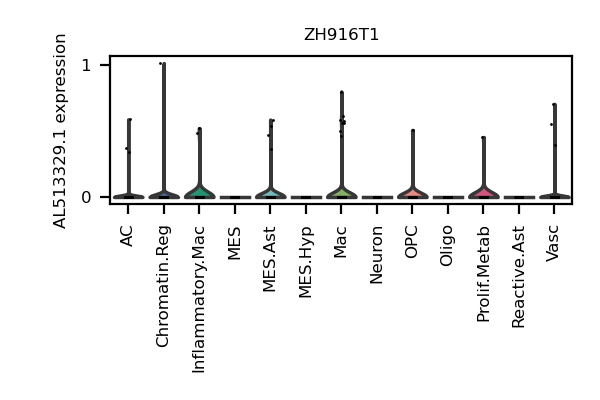 ZH916T1
AL513329.1 expression
1
0
AC
Chromatin.Reg
Inflammatory.Mac
MES
MES.Ast
MES.Hyp
Mac
Neuron
OPC
Oligo
Prolif.Metab
Reactive.Ast
Vasc